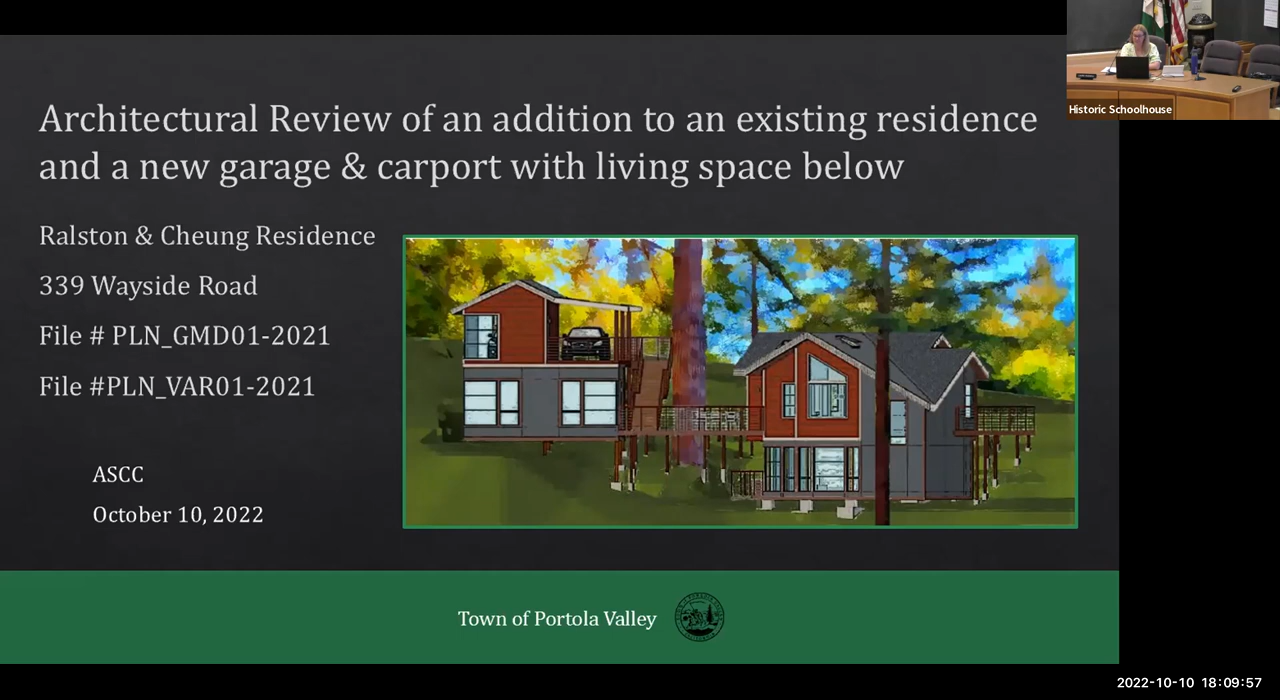 Historic Schoolhouse
Architectural Review of an addition to an existing residence
and a new garage & carport with living space below
Ralston & Cheung Residence
339 Wayside Road
File # PLN_GMD01-2021
File #PLN_VAR01-2021
ASCC
October 10, 2022
Town of Portola Valley
2022-10-10 18:09:57